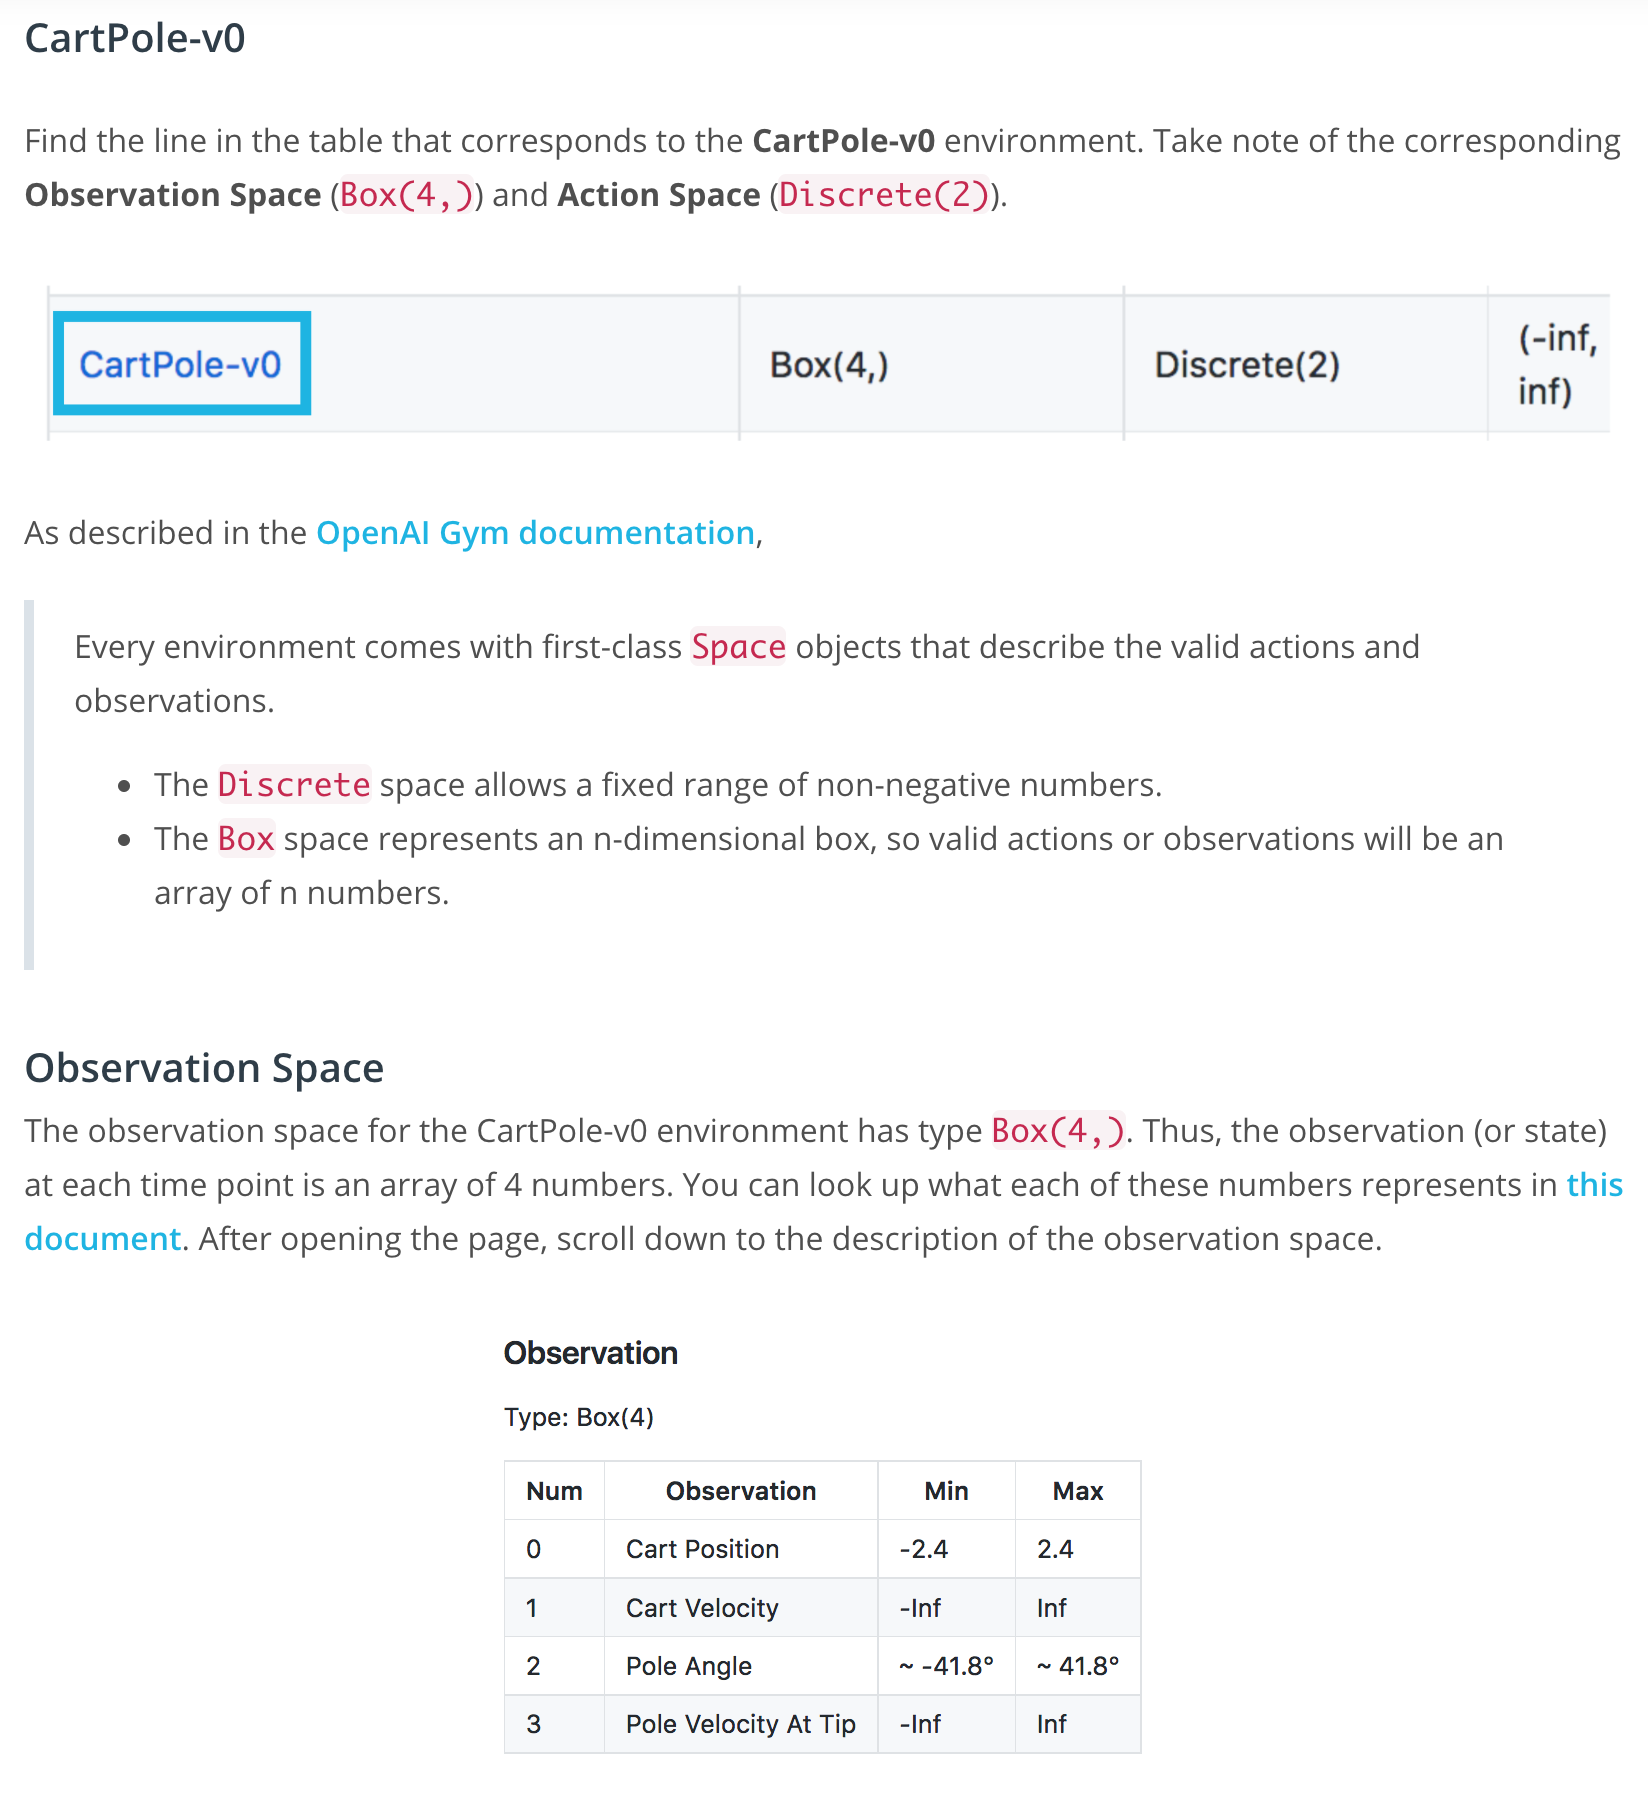 CartPole-v0
Find the line in the table that corresponds to the CartPole-v0 environment. Take note of the corresponding
Observation Space (Box(4,)) and Action Space (Discrete(2)).
CartPole-v0 Box(4,) Discrete(2) (-inf,
inf)
As described in the OpenAI Gym documentation,
Every environment comes with first-class Space objects that describe the valid actions and
observations.
• The Discrete space allows a fixed range of non-negative numbers.
• The Box space represents an n-dimensional box, so valid actions or observations will be an
array of n numbers.
Observation Space
The observation space for the CartPole-v0 environment has type Box(4,). Thus, the observation (or state)
at each time point is an array of 4 numbers. You can look up what each of these numbers represents in this
document. After opening the page, scroll down to the description of the observation space.
Observation
Type: Box(4)
Num Observation Min Max
0 Cart Position -2.4 2.4
1 Cart Velocity -Inf Inf
2 Pole Angle ~ -41.8° ~ 41.8°
3 Pole Velocity At Tip -Inf Inf